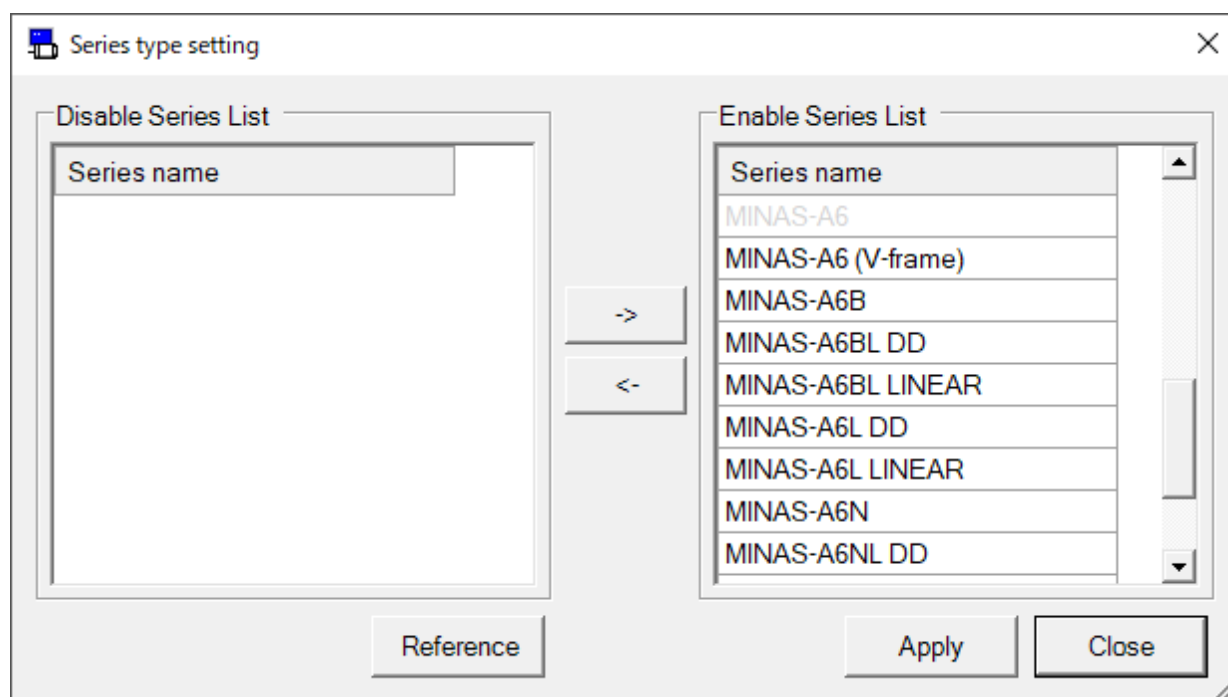 Series type setting
Disable Series List
Series name
->
<-
Enable Series List
Series name
MINAS-A6
MINAS-A6 (V-frame)
MINAS-A6B
MINAS-A6BL DD
MINAS-A6BL LINEAR
MINAS-A6L DD
MINAS-A6L LINEAR
MINAS-A6N
MINAS-A6NL DD
Reference
Apply
Close